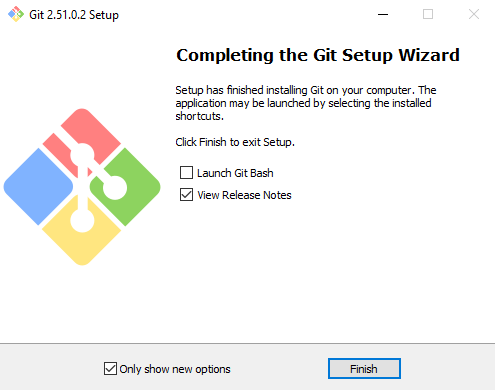 Git 2.51.0.2 Setup
Completing the Git Setup Wizard
Setup has finished installing Git on your computer. The
application may be launched by selecting the installed
shortcuts.
Click Finish to exit Setup.
Launch Git Bash
View Release Notes
Only show new options
Finish